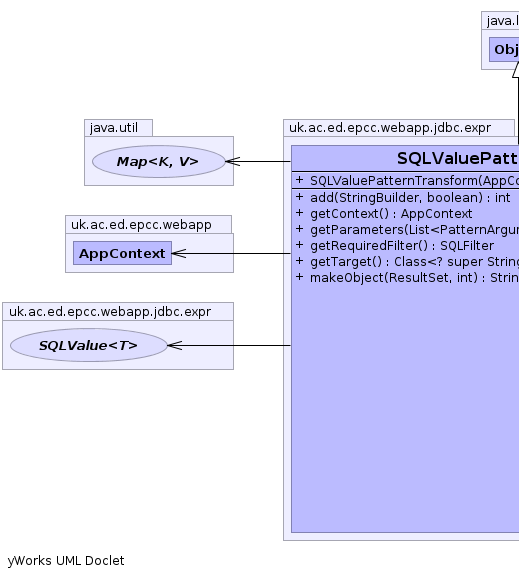 java.l
Obj
java.util
Map<K, V>
uk.ac.ed.epcc.webapp
AppContext
uk.ac.ed.epcc.webapp.jdbc.expr
SQLValue<T>
uk.ac.ed.epcc.webapp.jdbc.expr
SQLValuePatt
+ SQLValuePatternTransform(AppCo
+ add(StringBuilder, boolean) : int
+ getContext() : AppContext
+ getParameters(List<PatternArgur
+ getRequiredFilter() : SQLFilter
+ getTarget() : Class<? super String
+ makeObject(ResultSet, int) : Strin
yWorks UML Doclet